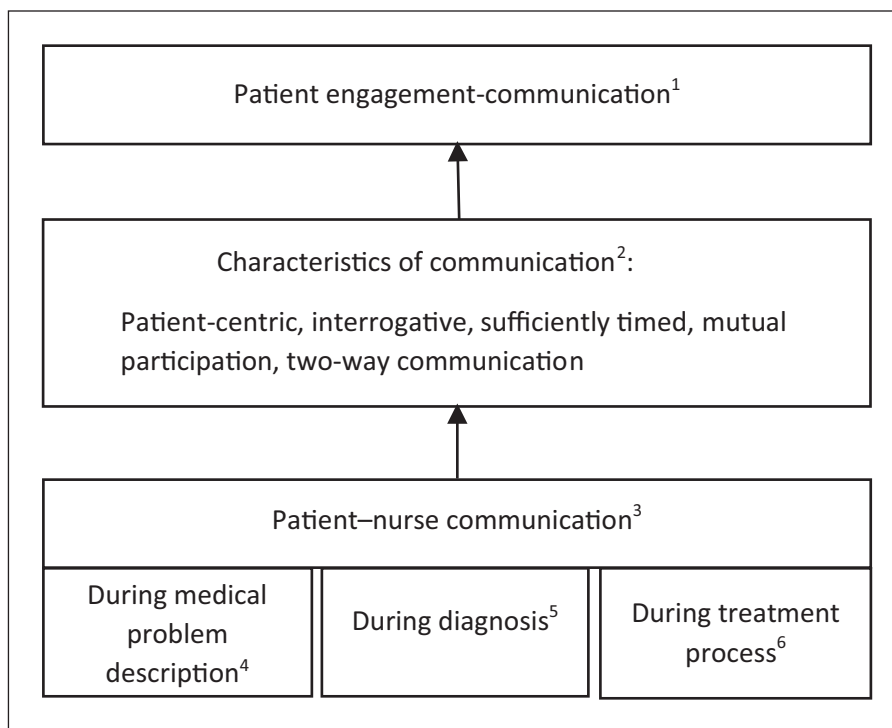 Patient engagement-communication¹
Characteristics of communication²:
Patient-centric, interrogative, sufficiently timed, mutual
participation, two-way communication
Patient–nurse communication³
During medical
problem
description⁴
During diagnosis⁵
During treatment
process⁶